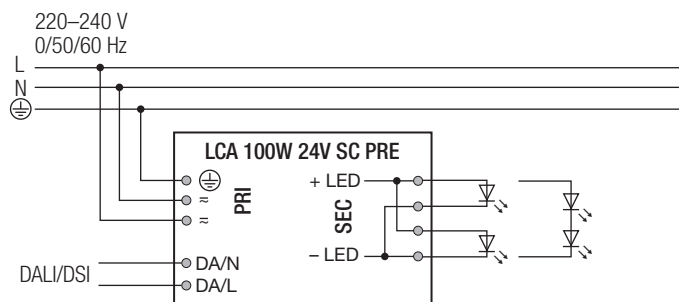 220–240 V
0/50/60 Hz
L
N
LCA 100W 24V SC PRE
PRI
≂
≂
+ LED
SEC
– LED
DALI/DSI
DA/N
DA/L